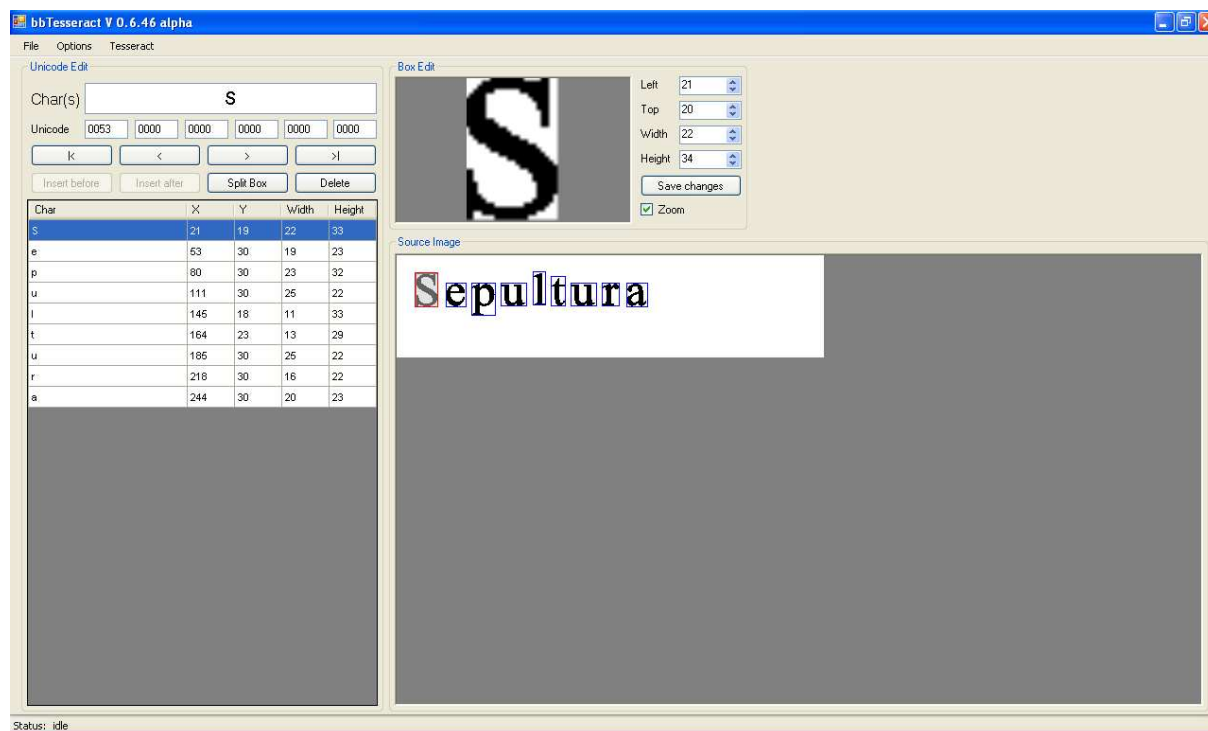 bbTesseract V 0.6.46 alpha
File Options Tesseract
Unicode Edit
Char(s) S
Unicode 0053 0000 0000 0000 0000 0000
|< < > >|
Insert before Insert after Split Box Delete
Char X Y Width Height
S 21 19 22 33
e 53 30 19 23
p 80 30 23 32
u 111 30 25 22
l 145 18 11 33
t 164 23 13 29
u 185 30 25 22
r 218 30 16 22
a 244 30 20 23
Box Edit
S
Left 21
Top 20
Width 22
Height 34
Save changes
Zoom
Source Image
Sepultura
Status: idle